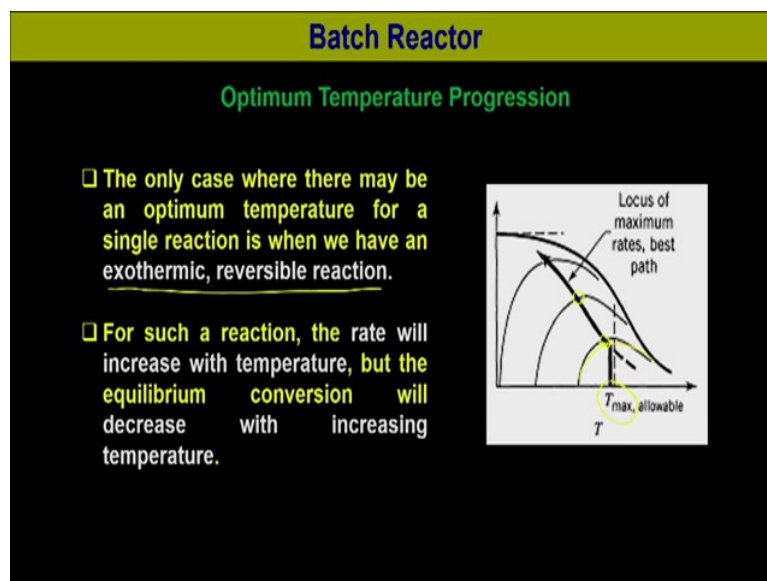 Batch Reactor
Optimum Temperature Progression
❑ The only case where there may be
an optimum temperature for a
single reaction is when we have an
exothermic, reversible reaction.
❑ For such a reaction, the rate will
increase with temperature, but the
equilibrium conversion will
decrease with increasing
temperature.
Locus of
maximum
rates, best
path
Tmax, allowable
T